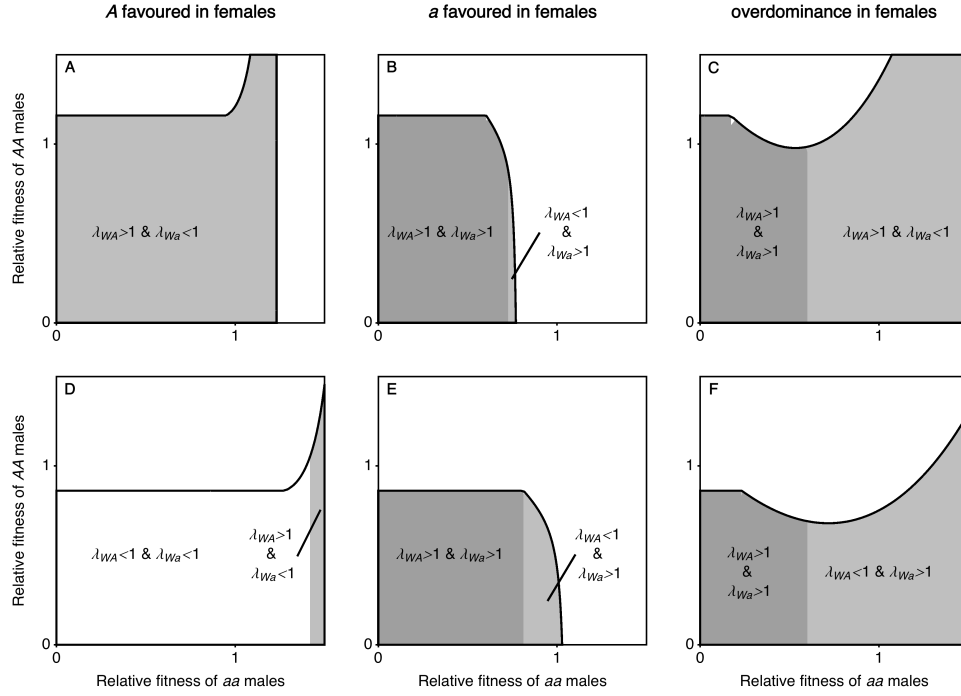 A favoured in females
a favoured in females
overdominance in females
Relative fitness of AA males
A
1
0
λWA>1 & λWa<1
0
1
B
1
0
λWA>1 & λWa>1
λWA<1
&
λWa>1
0
1
C
1
0
λWA>1
&
λWa>1
λWA>1 & λWa<1
0
1
Relative fitness of AA males
D
1
0
λWA<1 & λWa<1
λWA>1
&
λWa<1
0
1
Relative fitness of aa males
E
1
0
λWA>1 & λWa>1
λWA<1
&
λWa>1
0
1
Relative fitness of aa males
F
1
0
λWA>1
&
λWa>1
λWA<1 & λWa>1
0
1
Relative fitness of aa males